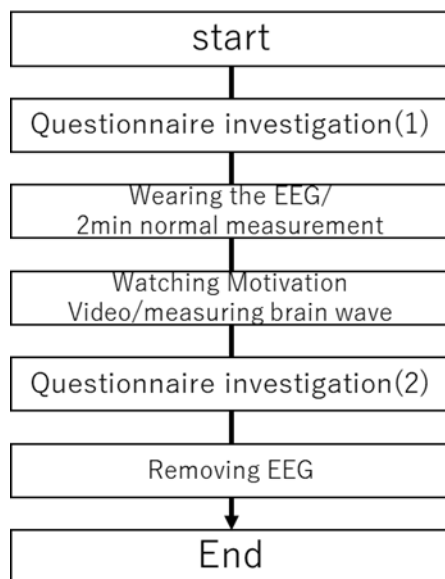 start
Questionnaire investigation(1)
Wearing the EEG/
2min normal measurement
Watching Motivation
Video/measuring brain wave
Questionnaire investigation(2)
Removing EEG
End